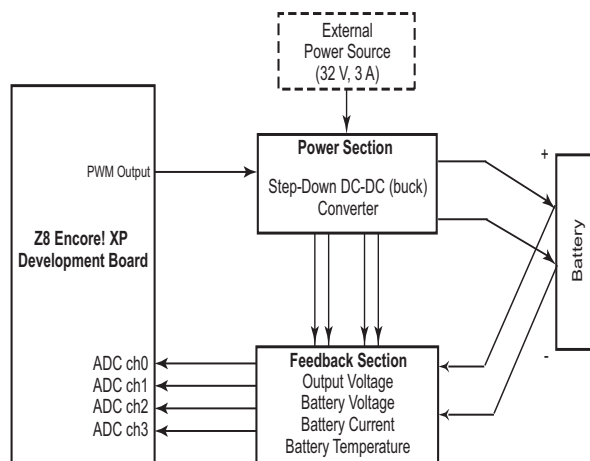 External
Power Source
(32 V, 3 A)
Power Section
Step-Down DC-DC (buck)
Converter
PWM Output
Z8 Encore! XP
Development Board
+
Battery
-
ADC ch0
ADC ch1
ADC ch2
ADC ch3
Feedback Section
Output Voltage
Battery Voltage
Battery Current
Battery Temperature